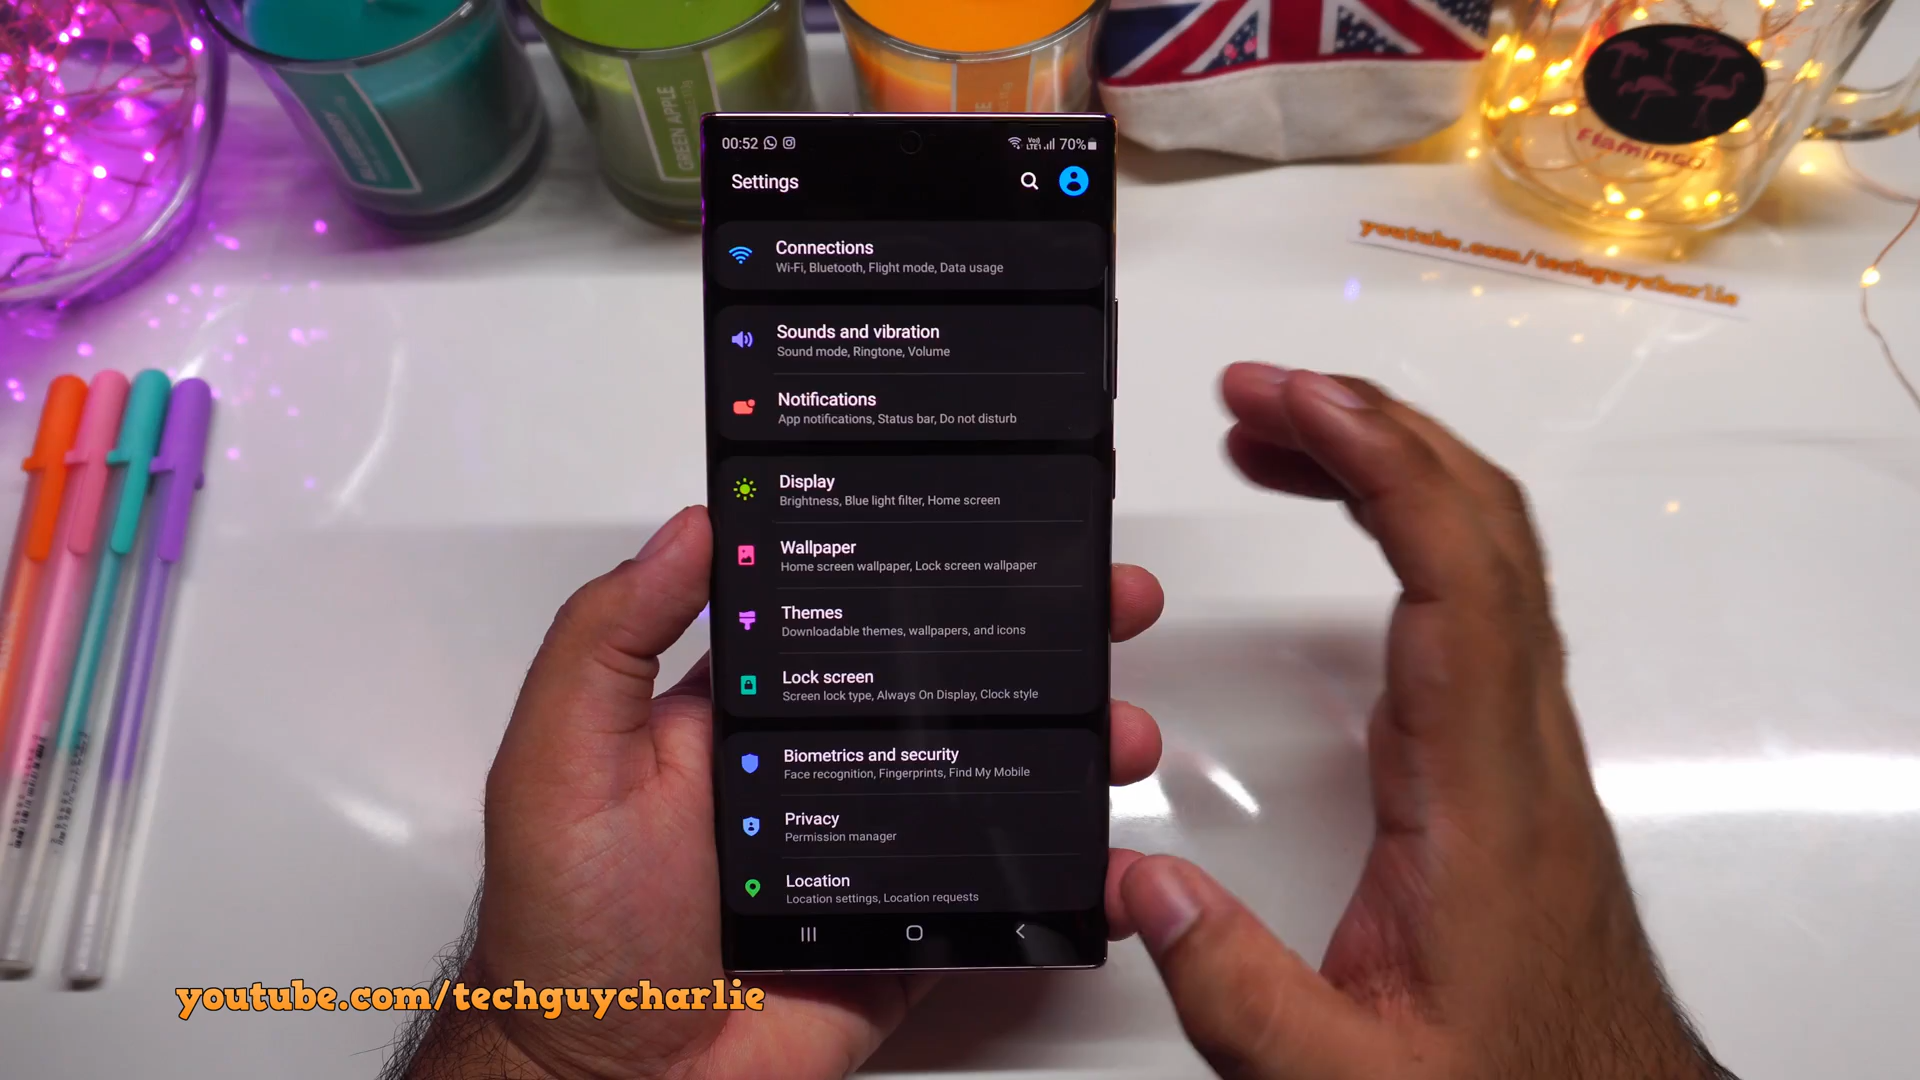 GREEN APPLE
00:52
VoLTE1 70%
Settings
Connections
Wi-Fi, Bluetooth, Flight mode, Data usage
Sounds and vibration
Sound mode, Ringtone, Volume
Notifications
App notifications, Status bar, Do not disturb
Display
Brightness, Blue light filter, Home screen
Wallpaper
Home screen wallpaper, Lock screen wallpaper
Themes
Downloadable themes, wallpapers, and icons
Lock screen
Screen lock type, Always On Display, Clock style
Biometrics and security
Face recognition, Fingerprints, Find My Mobile
Privacy
Permission manager
Location
Location settings, Location requests
Flamingo
youtube.com/techguycharlie
youtube.com/techguycharlie